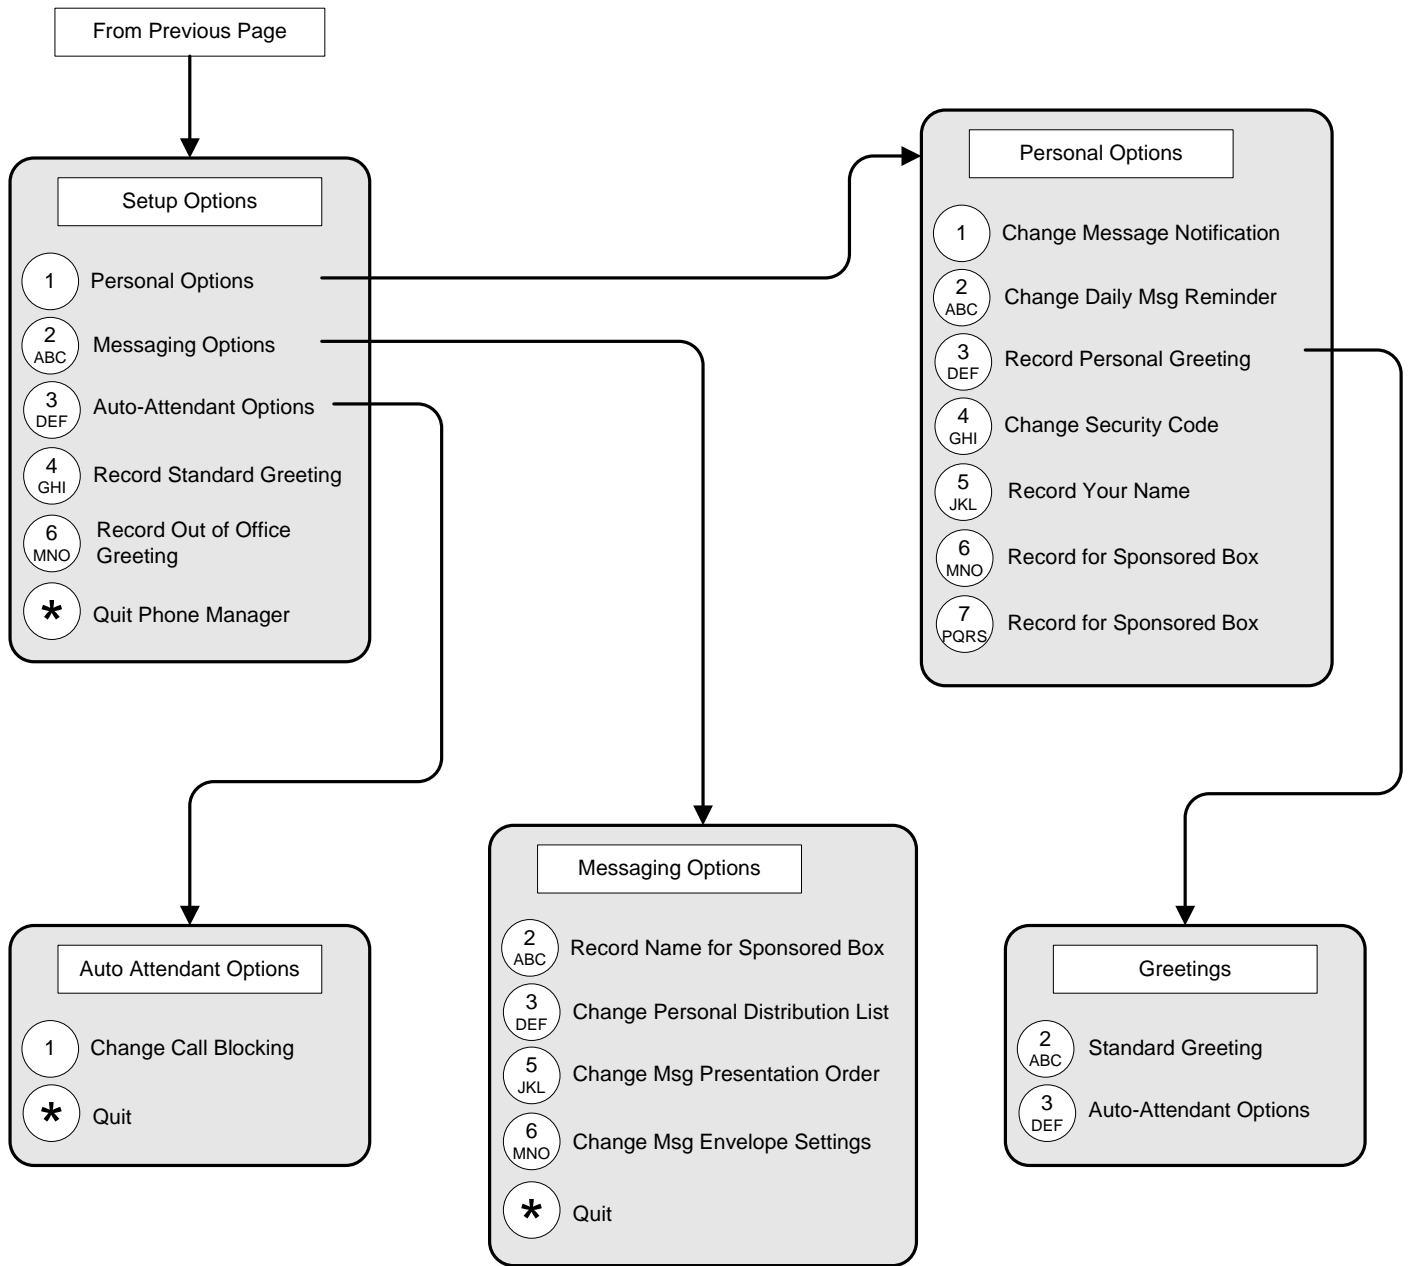 From Previous Page
Setup Options
1 Personal Options
2 ABC Messaging Options
3 DEF Auto-Attendant Options
4 GHI Record Standard Greeting
6 MNO Record Out of Office
Greeting
* Quit Phone Manager
Personal Options
1 Change Message Notification
2 ABC Change Daily Msg Reminder
3 DEF Record Personal Greeting
4 GHI Change Security Code
5 JKL Record Your Name
6 MNO Record for Sponsored Box
7 PQRS Record for Sponsored Box
Auto Attendant Options
1 Change Call Blocking
* Quit
Messaging Options
2 ABC Record Name for Sponsored Box
3 DEF Change Personal Distribution List
5 JKL Change Msg Presentation Order
6 MNO Change Msg Envelope Settings
* Quit
Greetings
2 ABC Standard Greeting
3 DEF Auto-Attendant Options